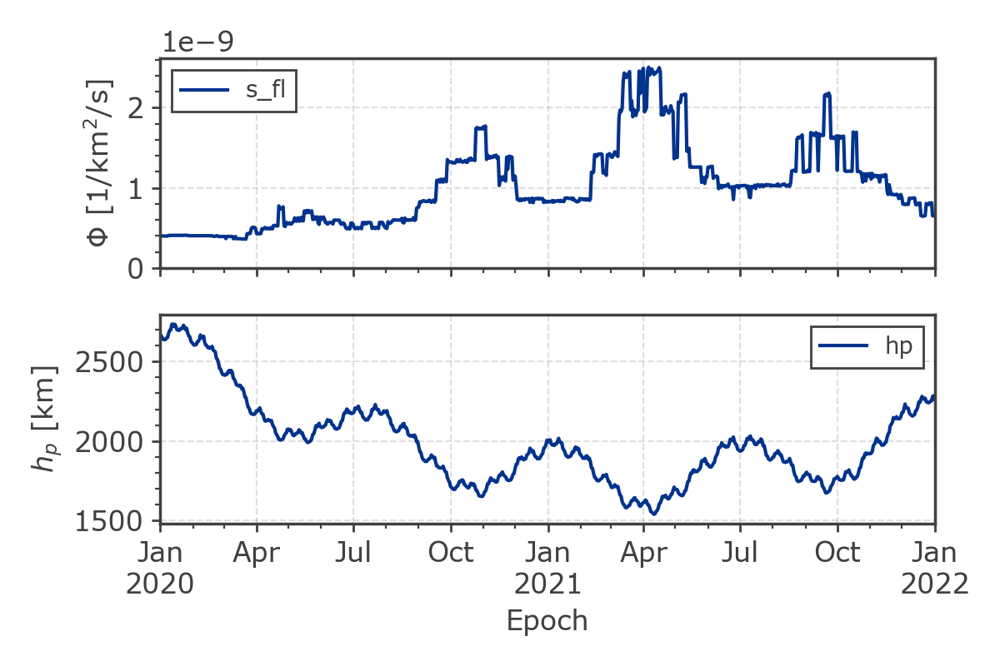 1e−9
Φ [1/km²/s]
2
1
0
s_fl
h_p [km]
2500
2000
1500
hp
Jan Apr Jul Oct Jan Apr Jul Oct Jan
2020 2021 2022
Epoch